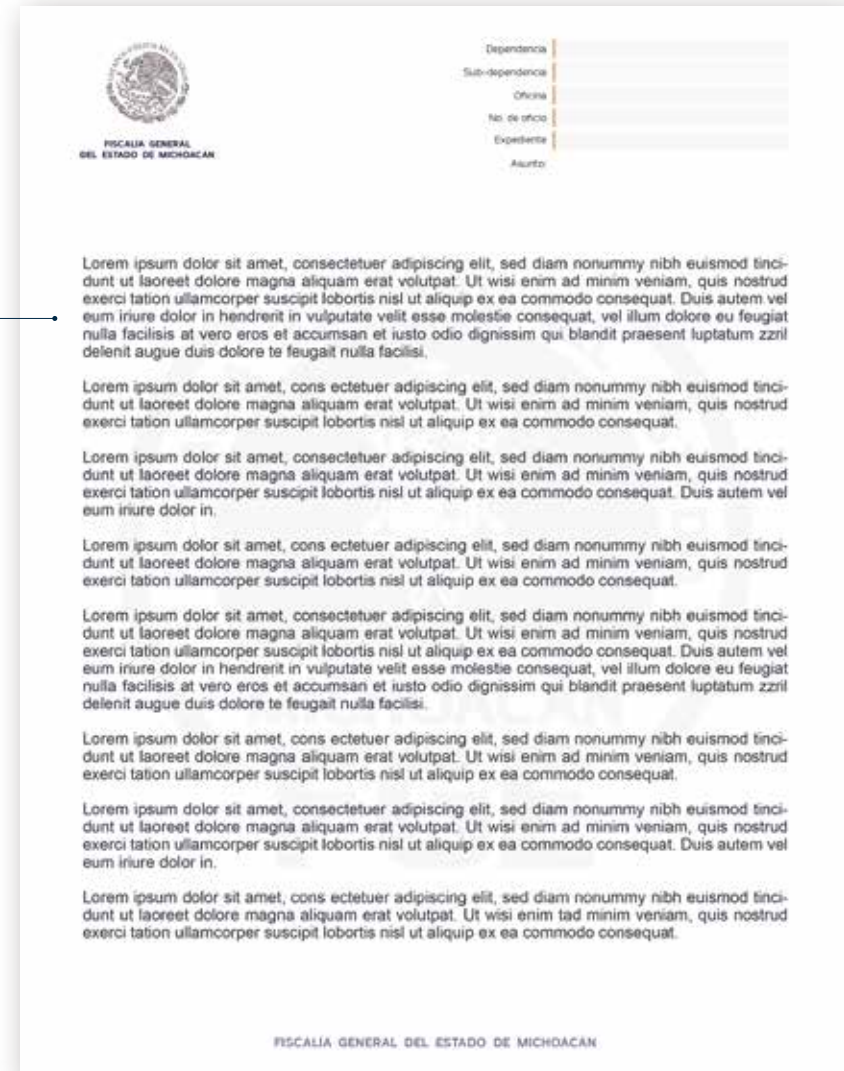 Dependencia
Sub-dependencia
Oficina
No. de oficio
Expediente
Asunto:
FISCALIA GENERAL
DEL ESTADO DE MICHOACÁN
Lorem ipsum dolor sit amet, consectetuer adipiscing elit, sed diam nonummy nibh euismod tinci-
dunt ut laoreet dolore magna aliquam erat volutpat. Ut wisi enim ad minim veniam, quis nostrud
exerci tation ullamcorper suscipit lobortis nisl ut aliquip ex ea commodo consequat. Duis autem vel
eum iriure dolor in hendrerit in vulputate velit esse molestie consequat, vel illum dolore eu feugiat
nulla facilisis at vero eros et accumsan et iusto odio dignissim qui blandit praesent luptatum zzril
delenit augue duis dolore te feugait nulla facilisi.
Lorem ipsum dolor sit amet, cons ectetuer adipiscing elit, sed diam nonummy nibh euismod tinci-
dunt ut laoreet dolore magna aliquam erat volutpat. Ut wisi enim ad minim veniam, quis nostrud
exerci tation ullamcorper suscipit lobortis nisl ut aliquip ex ea commodo consequat.
Lorem ipsum dolor sit amet, consectetuer adipiscing elit, sed diam nonummy nibh euismod tinci-
dunt ut laoreet dolore magna aliquam erat volutpat. Ut wisi enim ad minim veniam, quis nostrud
exerci tation ullamcorper suscipit lobortis nisl ut aliquip ex ea commodo consequat. Duis autem vel
eum iriure dolor in.
Lorem ipsum dolor sit amet, cons ectetuer adipiscing elit, sed diam nonummy nibh euismod tinci-
dunt ut laoreet dolore magna aliquam erat volutpat. Ut wisi enim ad minim veniam, quis nostrud
exerci tation ullamcorper suscipit lobortis nisl ut aliquip ex ea commodo consequat.
Lorem ipsum dolor sit amet, consectetuer adipiscing elit, sed diam nonummy nibh euismod tinci-
dunt ut laoreet dolore magna aliquam erat volutpat. Ut wisi enim ad minim veniam, quis nostrud
exerci tation ullamcorper suscipit lobortis nisl ut aliquip ex ea commodo consequat. Duis autem vel
eum iriure dolor in hendrerit in vulputate velit esse molestie consequat, vel illum dolore eu feugiat
nulla facilisis at vero eros et accumsan et iusto odio dignissim qui blandit praesent luptatum zzril
delenit augue duis dolore te feugait nulla facilisi.
Lorem ipsum dolor sit amet, cons ectetuer adipiscing elit, sed diam nonummy nibh euismod tinci-
dunt ut laoreet dolore magna aliquam erat volutpat. Ut wisi enim ad minim veniam, quis nostrud
exerci tation ullamcorper suscipit lobortis nisl ut aliquip ex ea commodo consequat.
Lorem ipsum dolor sit amet, consectetuer adipiscing elit, sed diam nonummy nibh euismod tinci-
dunt ut laoreet dolore magna aliquam erat volutpat. Ut wisi enim ad minim veniam, quis nostrud
exerci tation ullamcorper suscipit lobortis nisl ut aliquip ex ea commodo consequat. Duis autem vel
eum iriure dolor in.
Lorem ipsum dolor sit amet, cons ectetuer adipiscing elit, sed diam nonummy nibh euismod tinci-
dunt ut laoreet dolore magna aliquam erat volutpat. Ut wisi enim tad minim veniam, quis nostrud
exerci tation ullamcorper suscipit lobortis nisl ut aliquip ex ea commodo consequat.
MICHOACÁN
FGE
FISCALÍA GENERAL DEL ESTADO DE MICHOACÁN